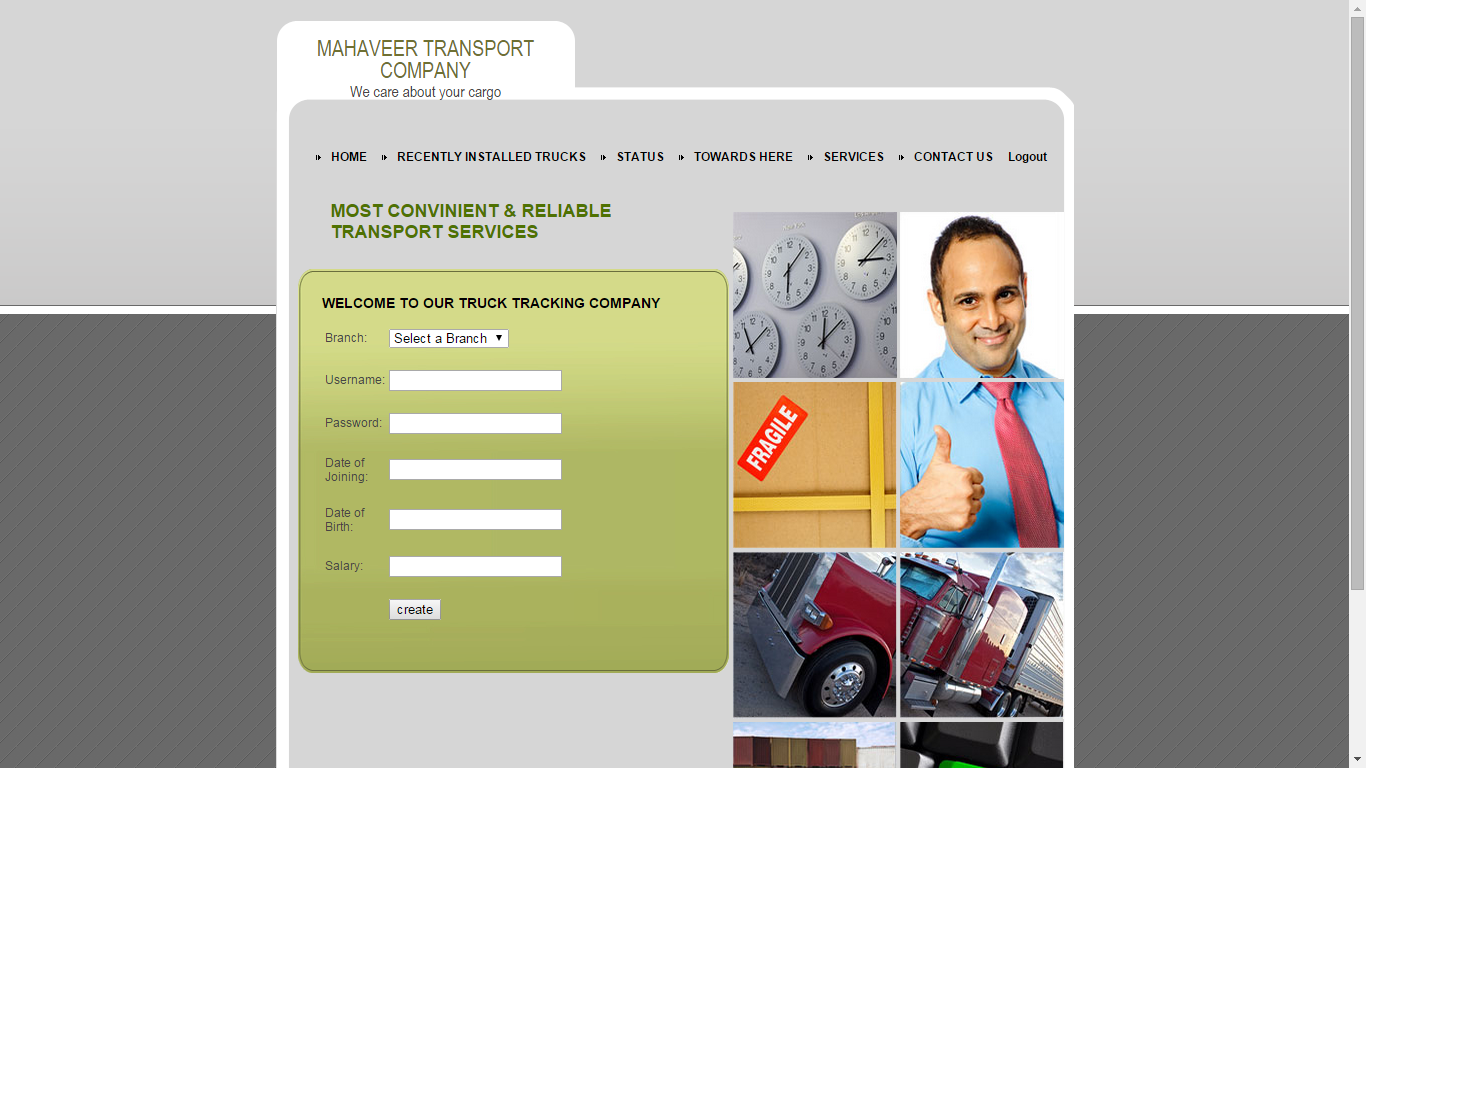 MAHAVEER TRANSPORT
COMPANY
We care about your cargo
HOME RECENTLY INSTALLED TRUCKS STATUS TOWARDS HERE SERVICES CONTACT US Logout
MOST CONVINIENT & RELIABLE
TRANSPORT SERVICES
WELCOME TO OUR TRUCK TRACKING COMPANY
Branch: Select a Branch
Username:
Password:
Date of
Joining:
Date of
Birth:
Salary:
create
FRAGILE